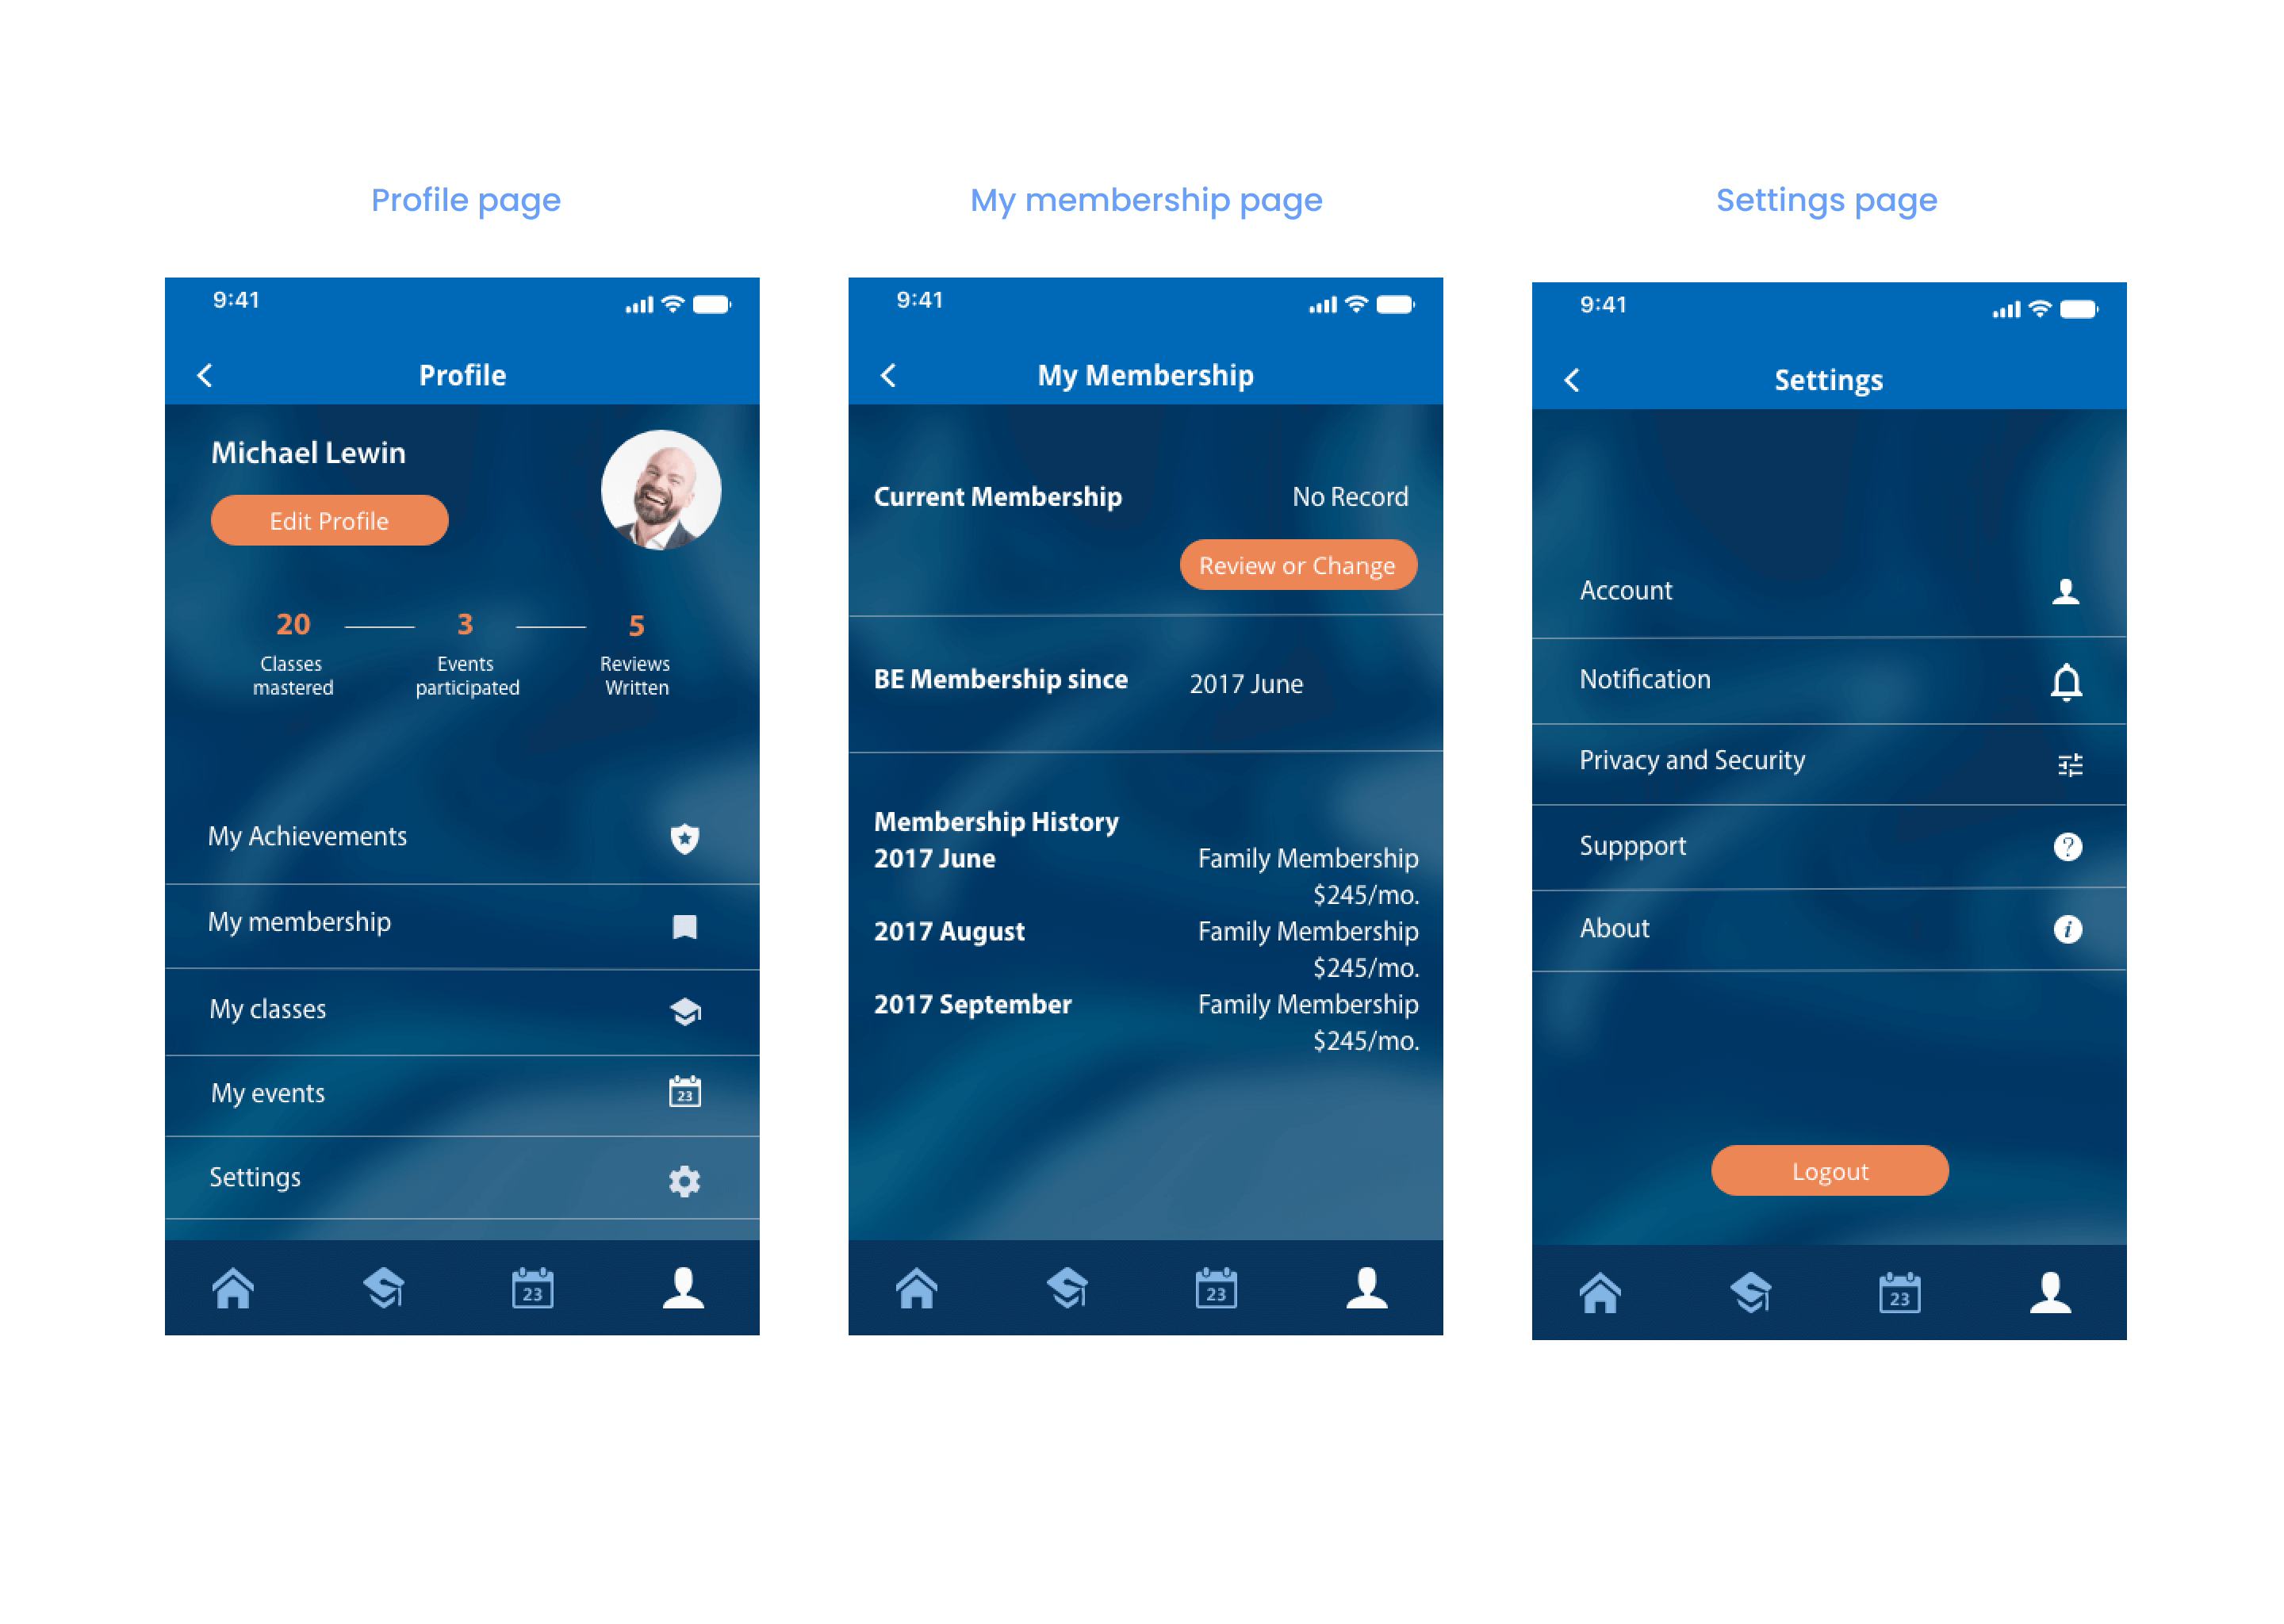 Profile page
9:41
Profile
Michael Lewin
Edit Profile
20
3
5
Classes
mastered
Events
participated
Reviews
Written
My Achievements
My membership
My classes
My events
23
Settings
23
My membership page
9:41
My Membership
Current Membership No Record
Review or Change
BE Membership since 2017 June
Membership History
2017 June Family Membership
$245/mo.
2017 August Family Membership
$245/mo.
2017 September Family Membership
$245/mo.
23
Settings page
9:41
Settings
Account
Notification
Privacy and Security
Suppport
?
About
i
Logout
23